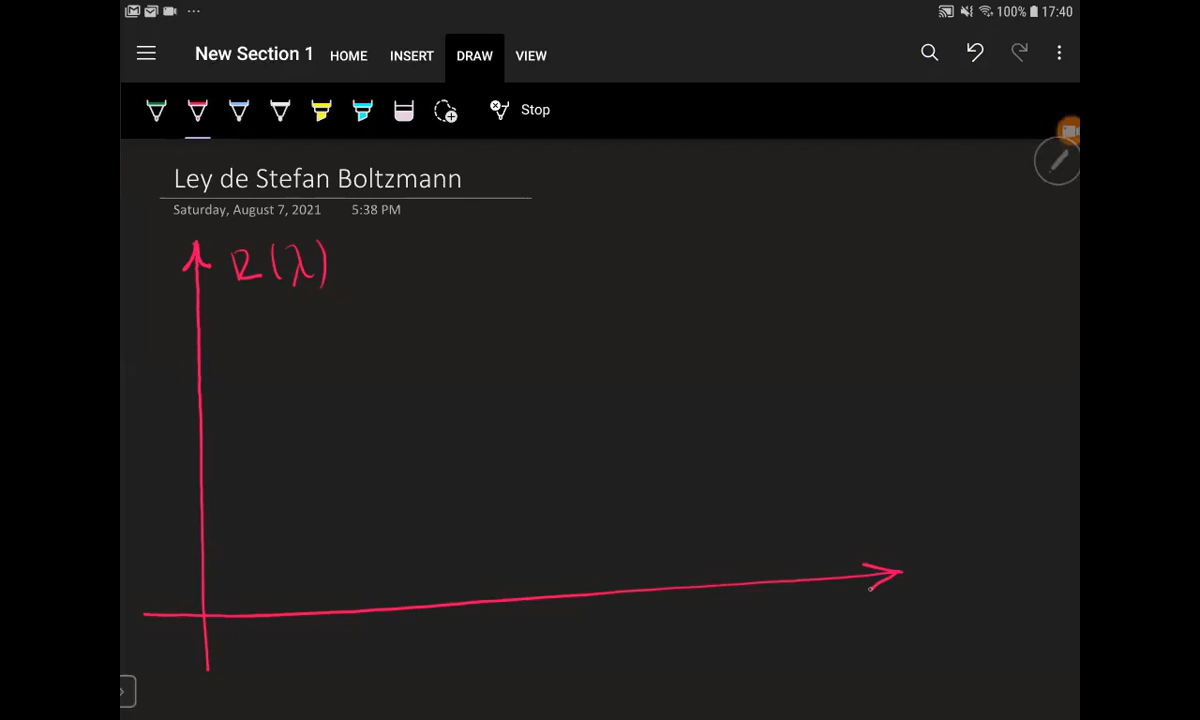 100% 17:40
New Section 1 HOME INSERT DRAW VIEW
Stop
Ley de Stefan Boltzmann
Saturday, August 7, 2021 5:38 PM
R(λ)